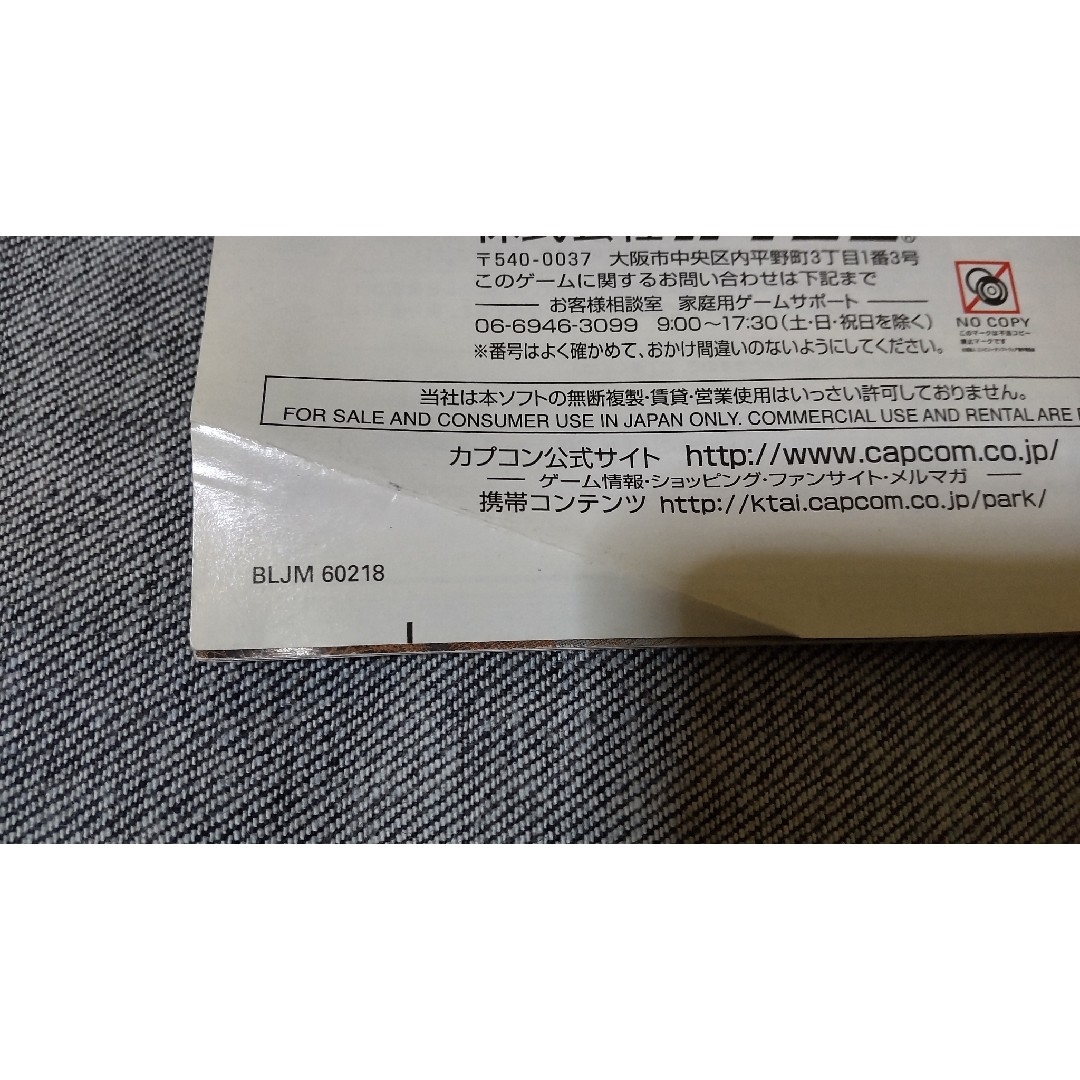 〒540-0037 大阪市中央区内平野町3丁目1番3号
このゲームに関するお問い合わせは下記まで
お客様相談室 家庭用ゲームサポート
06-6946-3099 9:00〜17:30(土・日・祝日を除く)
※番号はよく確かめて、おかけ間違いのないようにしてください。
NO COPY
当社は本ソフトの無断複製・賃貸・営業使用はいっさい許可しておりません。
FOR SALE AND CONSUMER USE IN JAPAN ONLY. COMMERCIAL USE AND RENTAL ARE
カプコン公式サイト http://www.capcom.co.jp/
ゲーム情報・ショッピング・ファンサイト・メルマガ
携帯コンテンツ http://ktai.capcom.co.jp/park/
BLJM 60218